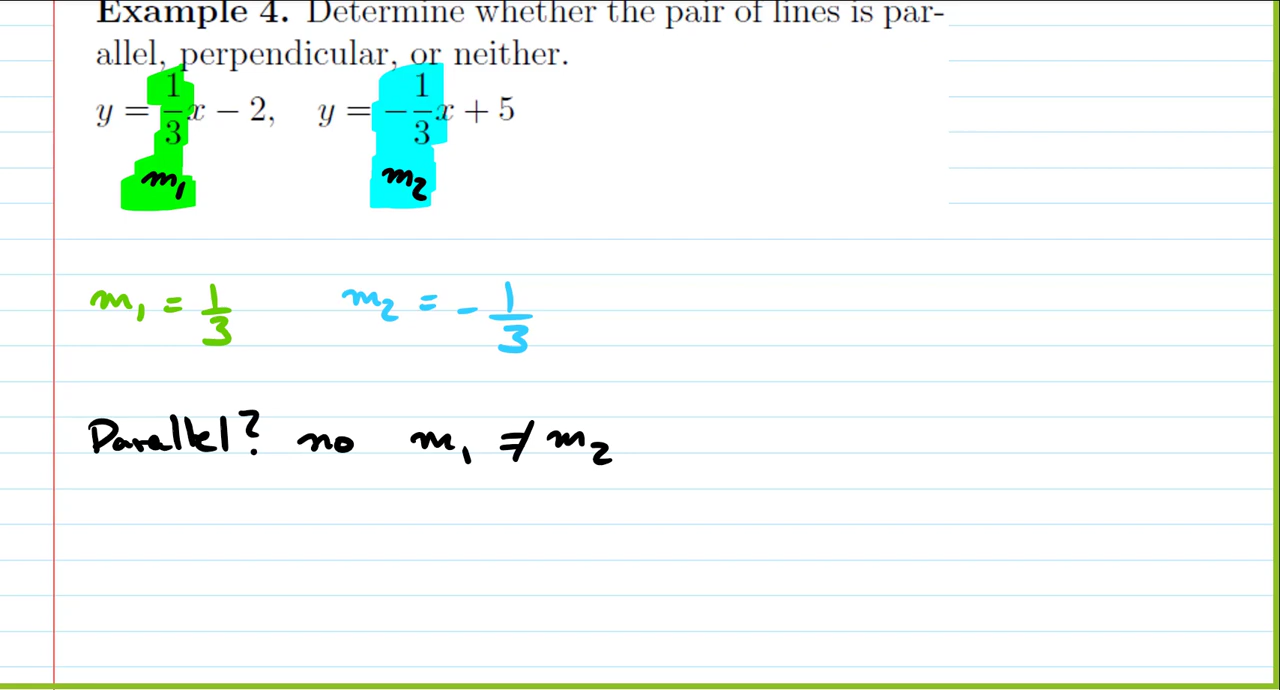 Example 4. Determine whether the pair of lines is par-
allel, perpendicular, or neither.
y = 1/3 x − 2, y = − 1/3 x + 5
m₁ m₂
m₁ = 1/3 m₂ = - 1/3
Parallel? no m₁ ≠ m₂